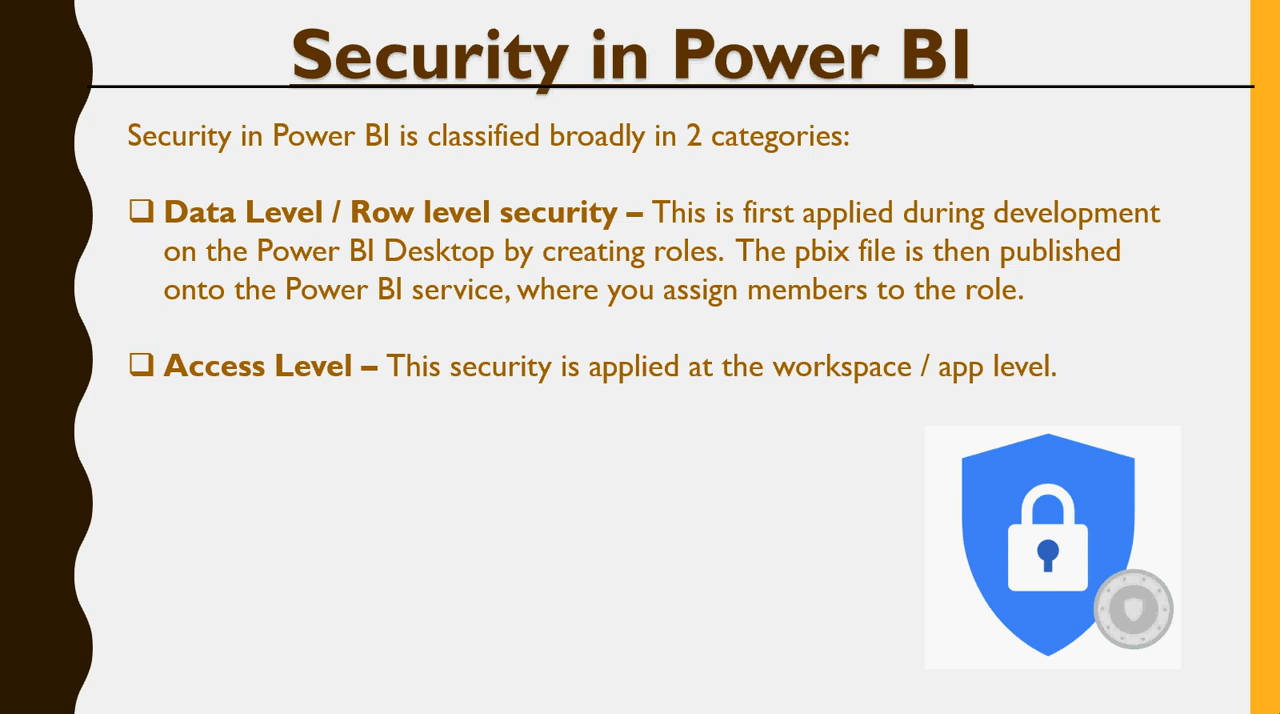 Security in Power BI
Security in Power BI is classified broadly in 2 categories:
❑ Data Level / Row level security – This is first applied during development
on the Power BI Desktop by creating roles. The pbix file is then published
onto the Power BI service, where you assign members to the role.
❑ Access Level – This security is applied at the workspace / app level.